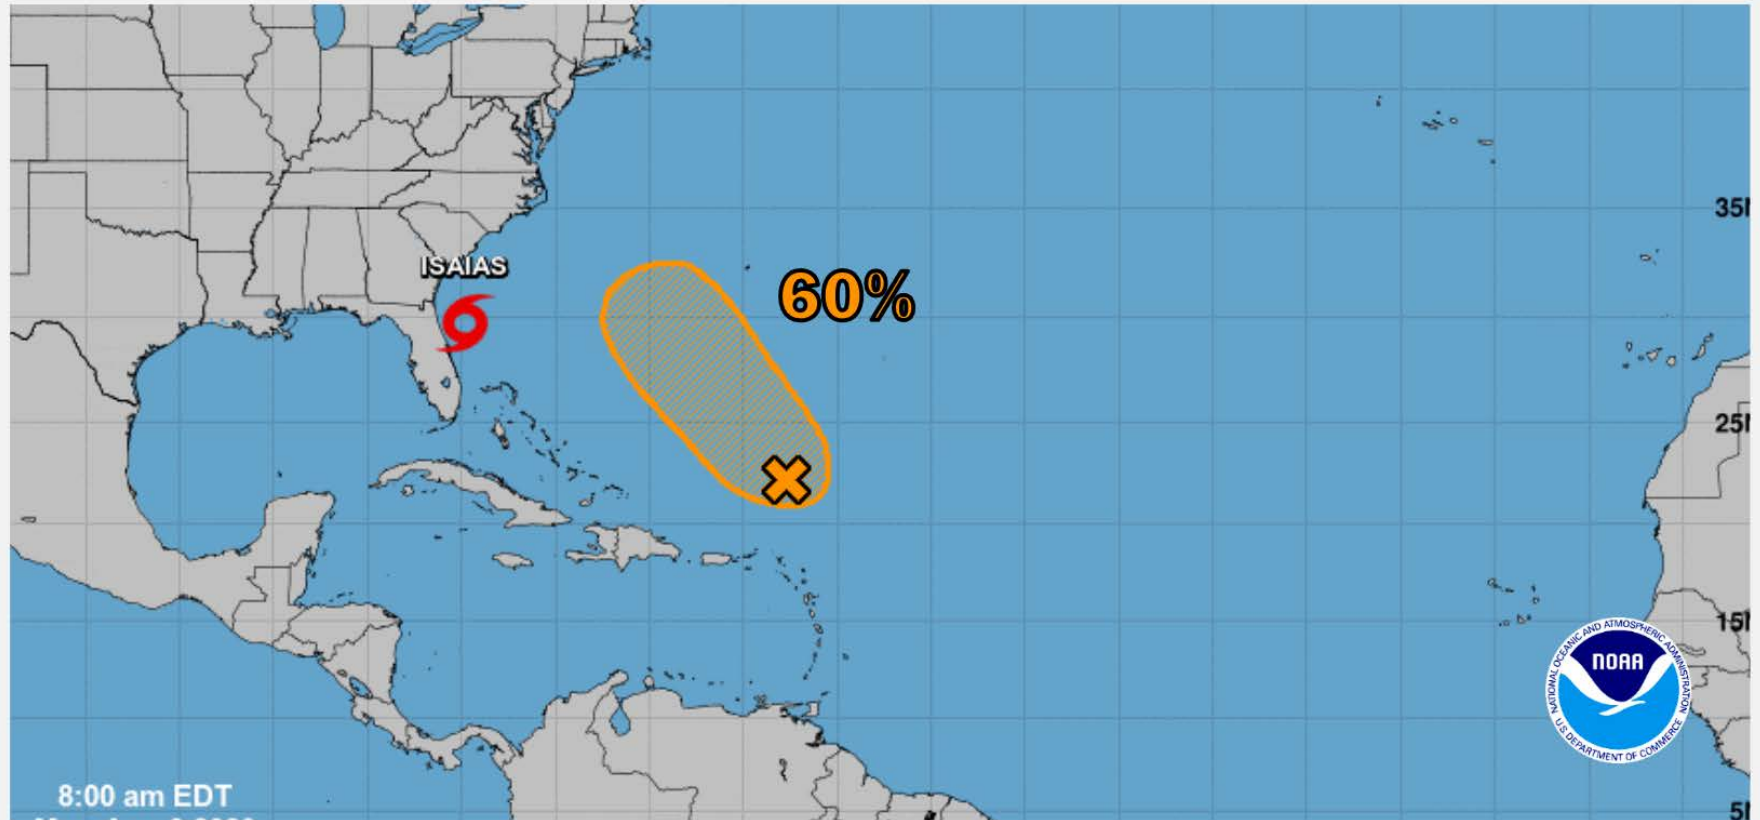 35N
ISAIAS
60%
25N
15N
NATIONAL OCEANIC AND ATMOSPHERIC ADMINISTRATION
NOAA
U.S. DEPARTMENT OF COMMERCE
8:00 am EDT
5N